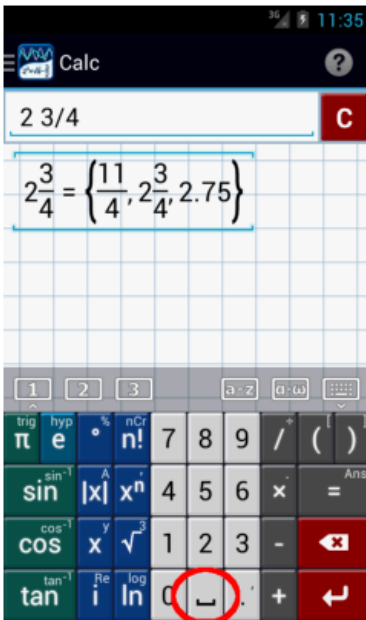 3G 11:35
Calc ?
2 3/4 C
2 3/4 = {11/4, 2 3/4, 2.75}
1 2 3 a-z α-ω
trig hyp ° % nCr ÷ [ ]
π e ° n! 7 8 9 / ( )
sin⁻¹ A * Ans
sin |x| xⁿ 4 5 6 × =
cos⁻¹ y 3
cos x √ 1 2 3 -
tan⁻¹ Re log ,
tan i ln 0 ⎵ . +